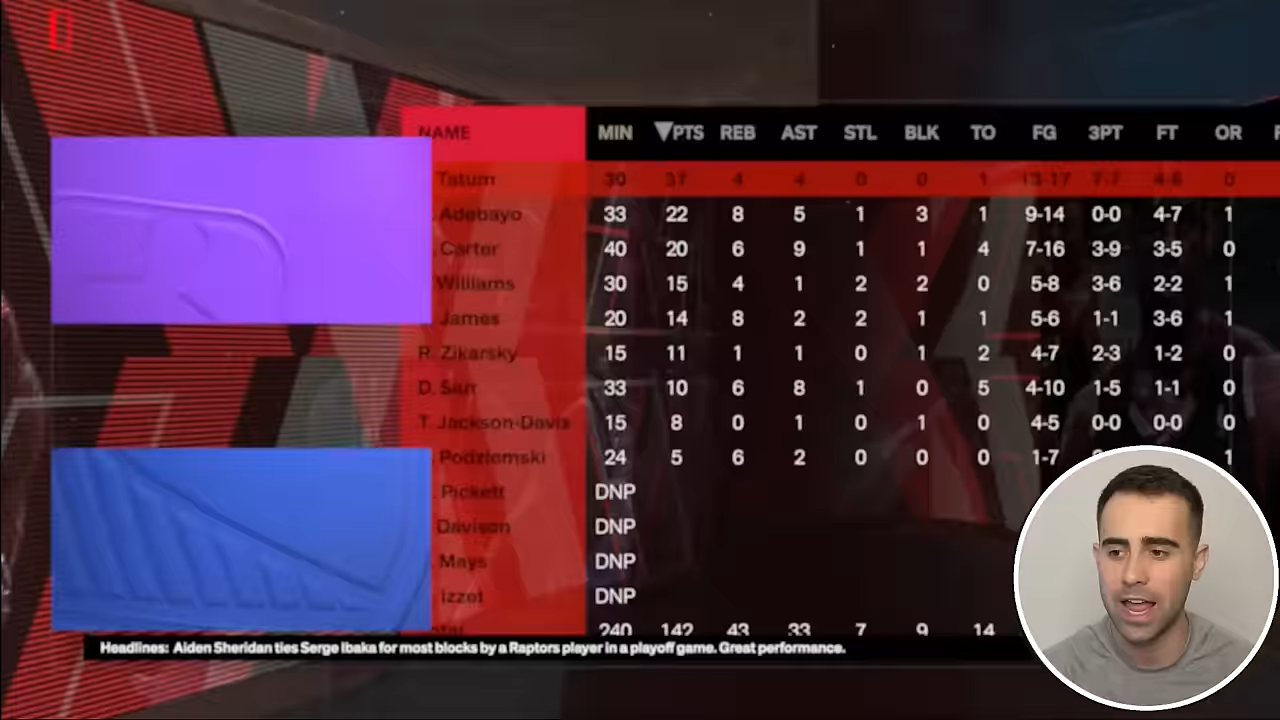 NAME MIN ▼PTS REB AST STL BLK TO FG 3PT FT OR
Tatum 30 37 4 4 0 0 1 13-17 7-7 4-6 0
Adebayo 33 22 8 5 1 3 1 9-14 0-0 4-7 1
Carter 40 20 6 9 1 1 4 7-16 3-9 3-5 0
Williams 30 15 4 1 2 2 0 5-8 3-6 2-2 1
James 20 14 8 2 2 1 1 5-6 1-1 3-6 1
R. Zikarsky 15 11 1 1 0 1 2 4-7 2-3 1-2 0
D. Sarr 33 10 6 8 1 0 5 4-10 1-5 1-1 0
T. Jackson-Davis 15 8 0 1 0 1 0 4-5 0-0 0-0 0
Podziemski 24 5 6 2 0 0 0 1-7 1
Pickett DNP
Davison DNP
Mays DNP
Izzet DNP
240 142 43 33 7 9 14
Headlines: Aiden Sheridan ties Serge Ibaka for most blocks by a Raptors player in a playoff game. Great performance.